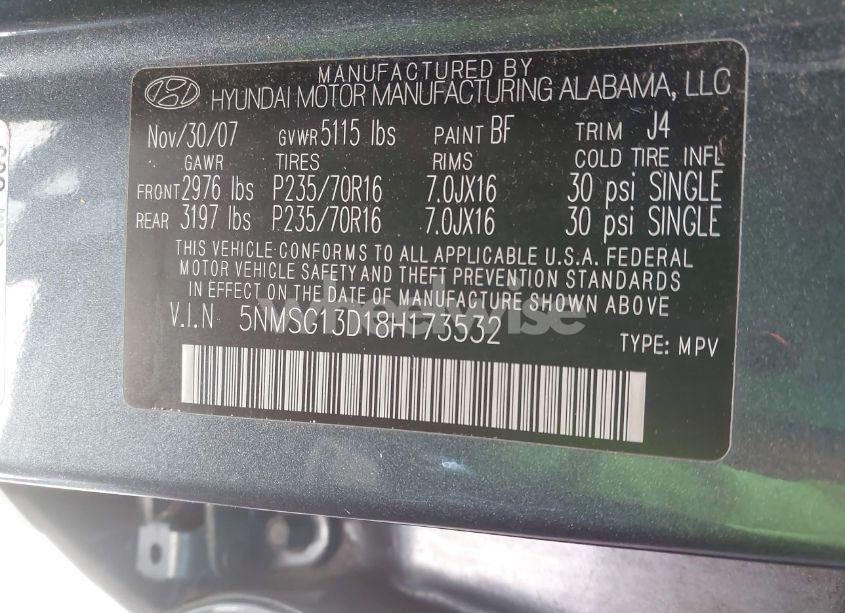 MANUFACTURED BY
HYUNDAI MOTOR MANUFACTURING ALABAMA, LLC
Nov/30/07 GVWR 5115 lbs PAINT BF TRIM J4
GAWR TIRES RIMS COLD TIRE INFL
FRONT 2976 lbs P235/70R16 7.0JX16 30 psi SINGLE
REAR 3197 lbs P235/70R16 7.0JX16 30 psi SINGLE
THIS VEHICLE CONFORMS TO ALL APPLICABLE U.S.A. FEDERAL
MOTOR VEHICLE SAFETY AND THEFT PREVENTION STANDARDS
IN EFFECT ON THE DATE OF MANUFACTURE SHOWN ABOVE
V.I.N 5NMSG13D18H173532
TYPE: MPV
wheelwise